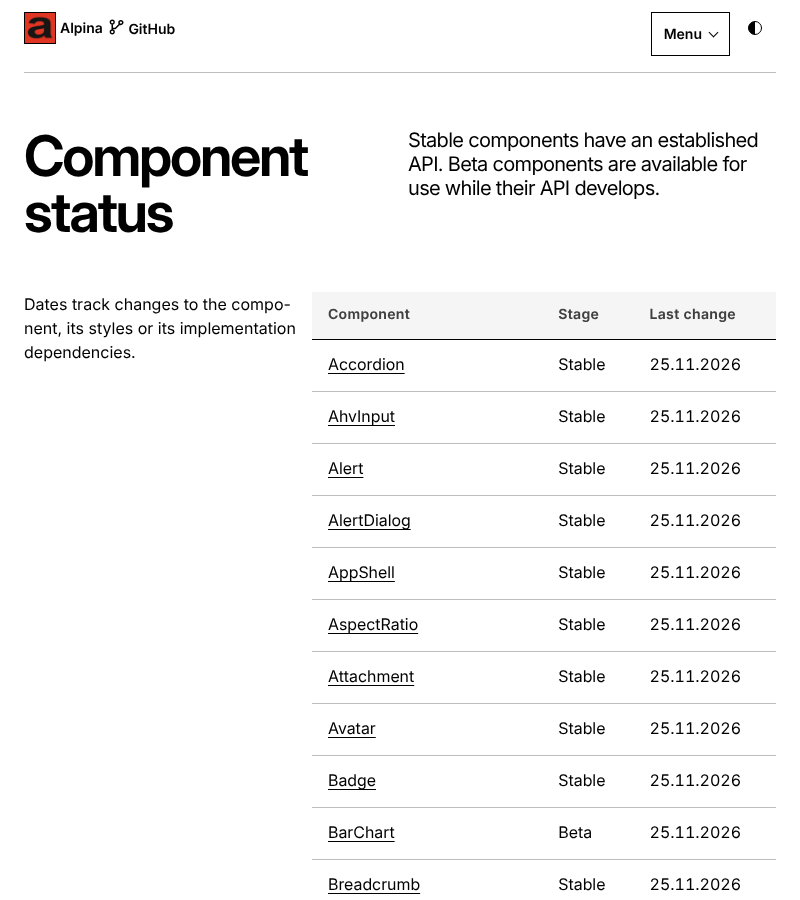 a Alpina GitHub
Menu
Component
status
Stable components have an established
API. Beta components are available for
use while their API develops.
Dates track changes to the compo-
nent, its styles or its implementation
dependencies.
Component Stage Last change
Accordion Stable 25.11.2026
AhvInput Stable 25.11.2026
Alert Stable 25.11.2026
AlertDialog Stable 25.11.2026
AppShell Stable 25.11.2026
AspectRatio Stable 25.11.2026
Attachment Stable 25.11.2026
Avatar Stable 25.11.2026
Badge Stable 25.11.2026
BarChart Beta 25.11.2026
Breadcrumb Stable 25.11.2026